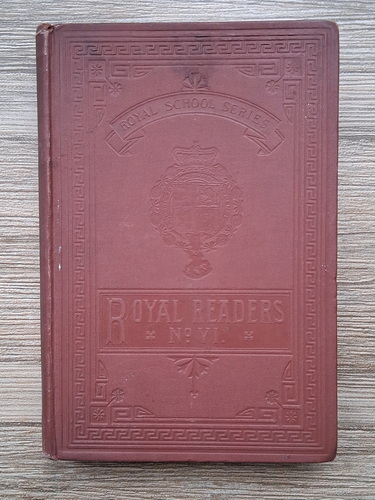 ROYAL SCHOOL SERIES
ROYAL READERS
Nº VI.